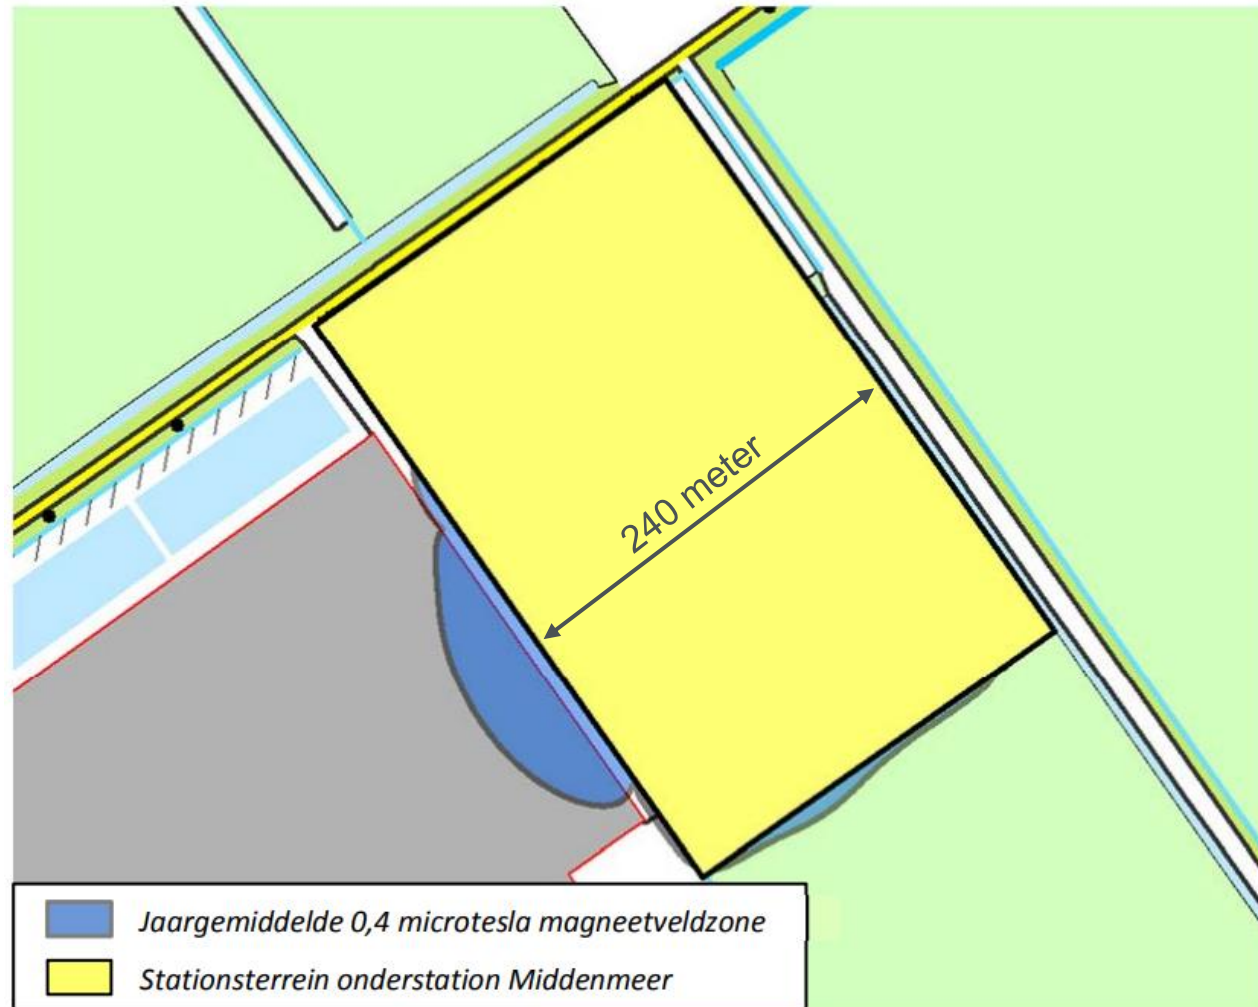 240 meter
Jaargemiddelde 0,4 microtesla magneetveldzone
Stationsterrein onderstation Middenmeer